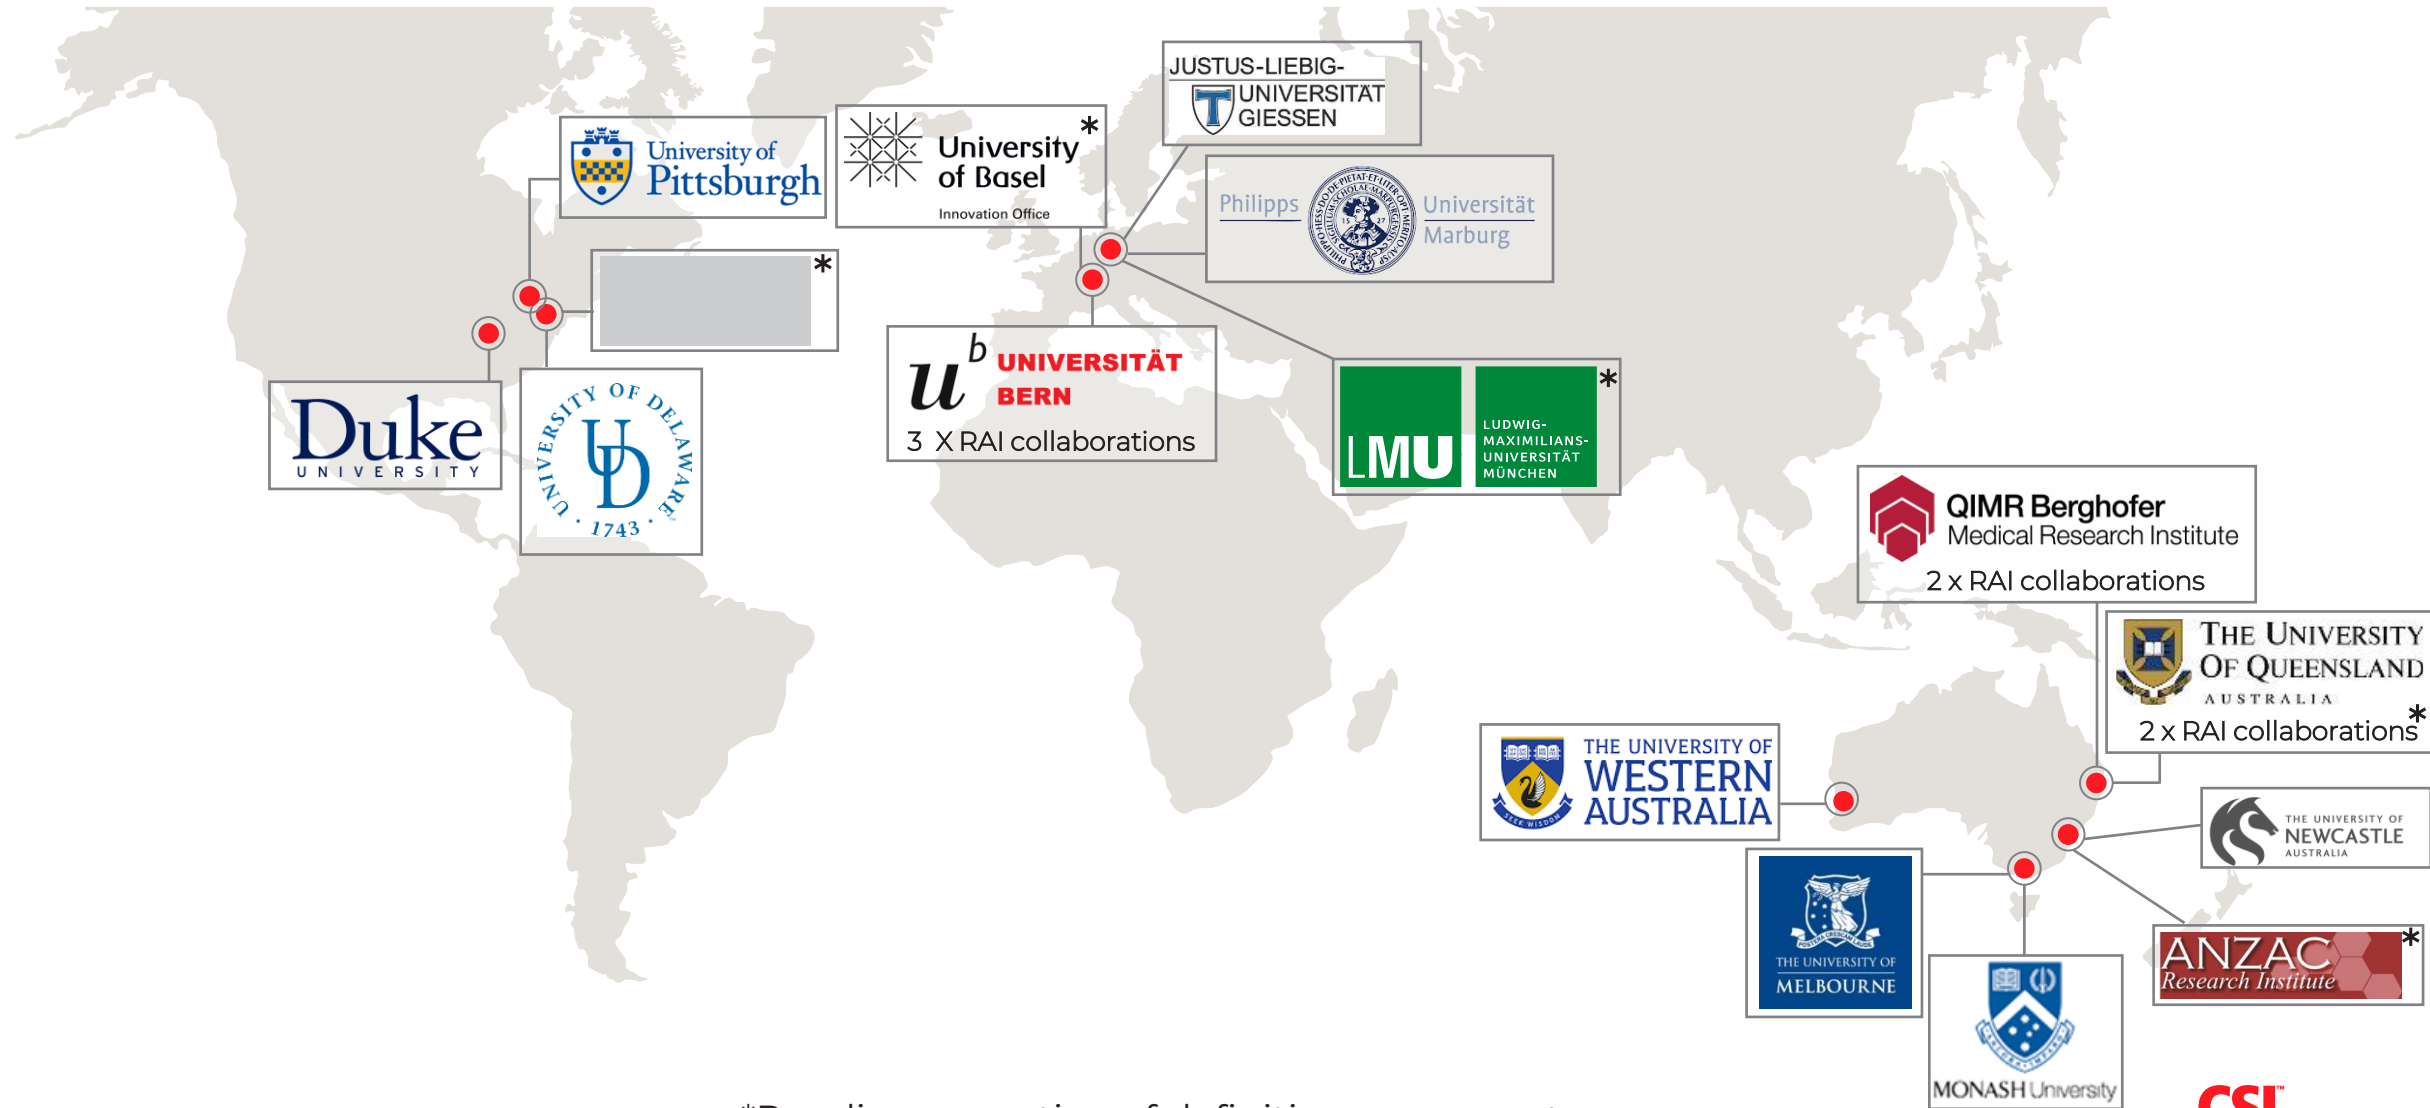 JUSTUS-LIEBIG-
UNIVERSITÄT
GIESSEN
University of
Pittsburgh
University
of Basel
Innovation Office
*
Philipps
Universität
Marburg
*
Duke
UNIVERSITY
UNIVERSITY OF DELAWARE
UD
1743
u b
UNIVERSITÄT
BERN
3 X RAI collaborations
LMU
LUDWIG-
MAXIMILIANS-
UNIVERSITÄT
MÜNCHEN
*
QIMR Berghofer
Medical Research Institute
2 x RAI collaborations
THE UNIVERSITY
OF QUEENSLAND
AUSTRALIA
2 x RAI collaborations*
THE UNIVERSITY OF
WESTERN
AUSTRALIA
SEEK WISDOM
THE UNIVERSITY OF
NEWCASTLE
AUSTRALIA
THE UNIVERSITY OF
MELBOURNE
ANZAC
Research Institute
*
MONASH University
CSL™